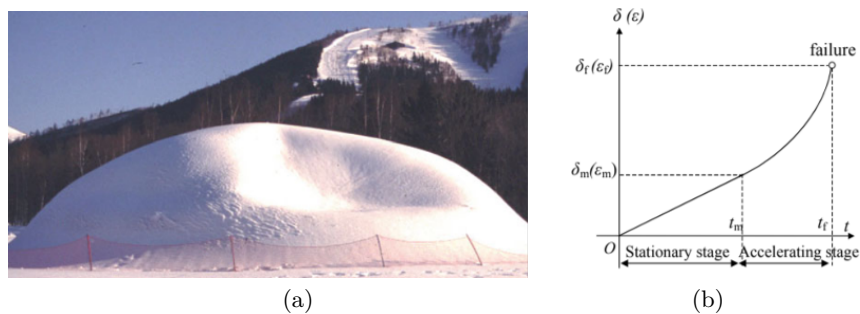 δ (ε)
failure
δf(εf)
δm(εm)
tm
tf
t
O
Stationary stage
Accelerating stage
(a)
(b)